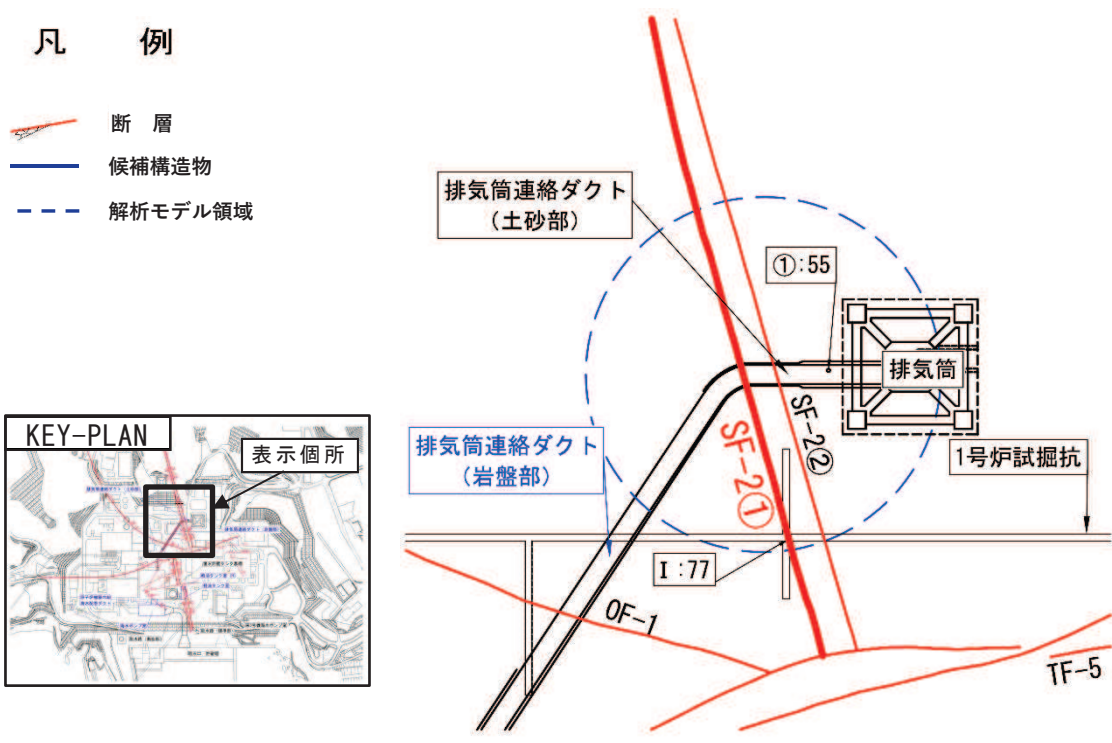 凡 例
断 層
候補構造物
解析モデル領域
KEY-PLAN
表示個所
排気筒連絡ダクト
(土砂部)
①:55
排気筒
排気筒連絡ダクト
(岩盤部)
SF-2①
SF-2②
1号炉試掘抗
I:77
OF-1
TF-5